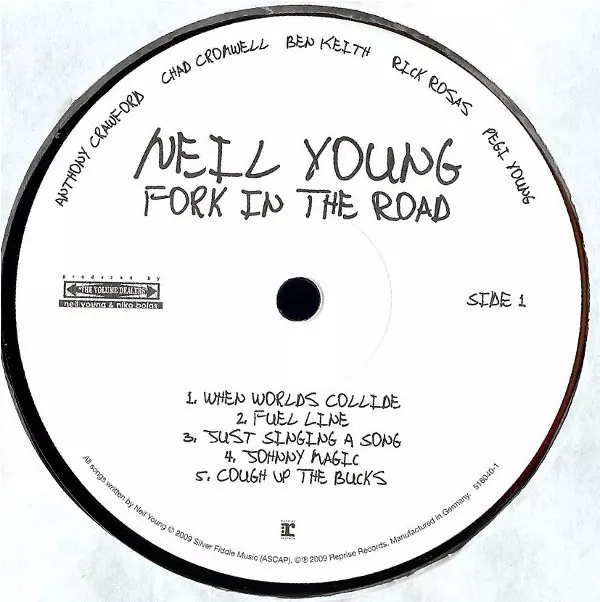 ANTHONY CRAWFORD CHAD CROMWELL BEN KEITH RICK ROSAS PEGI YOUNG
NEIL YOUNG
FORK IN THE ROAD
produced by
THE VOLUME DEALERS
neil young & niko bolas
SIDE 1
1. WHEN WORLDS COLLIDE
2. FUEL LINE
3. JUST SINGING A SONG
4. JOHNNY MAGIC
5. COUGH UP THE BUCKS
r
All songs written by Neil Young © 2009 Silver Fiddle Music (ASCAP). © ℗ 2009 Reprise Records. Manufactured in Germany. 518040-1